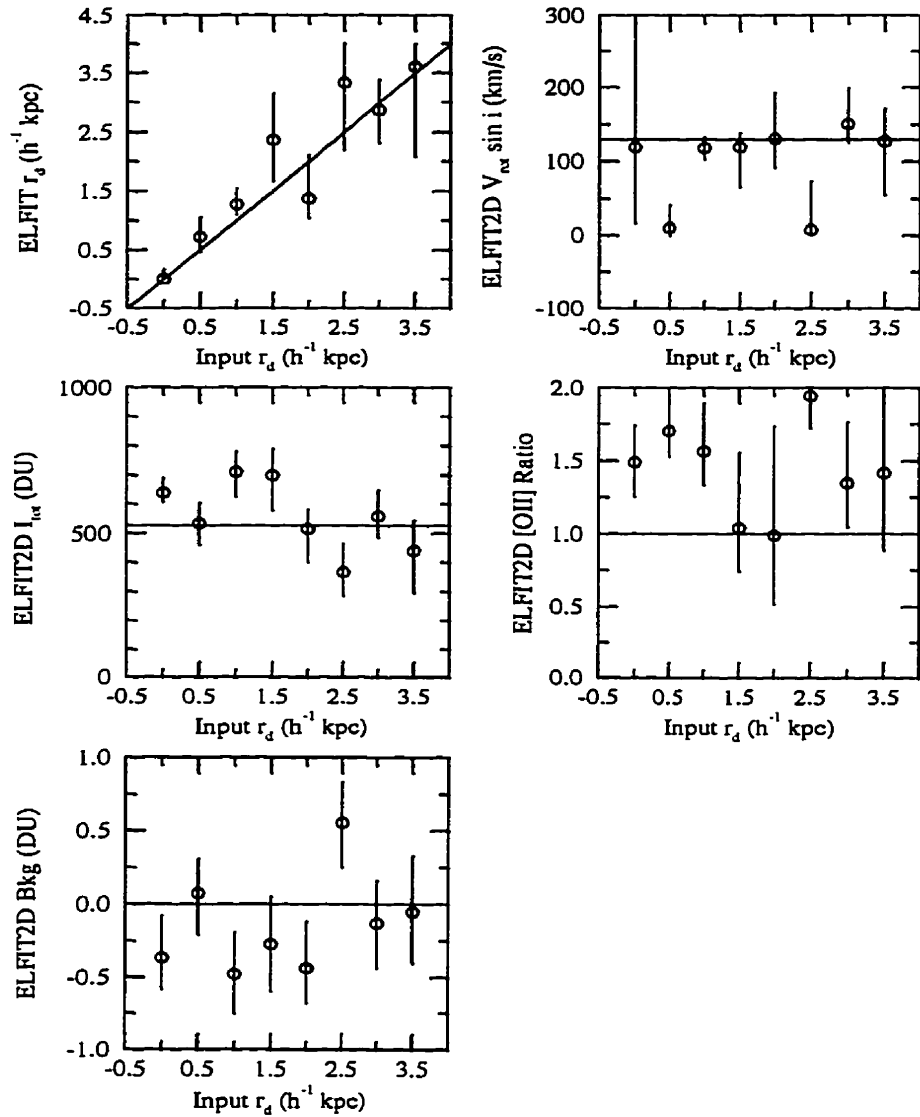 ELFIT r_d (h⁻¹ kpc)
4.5
3.5
2.5
1.5
0.5
-0.5
-0.5 0.5 1.5 2.5 3.5
Input r_d (h⁻¹ kpc)
ELFIT2D V_rot sin i (km/s)
300
200
100
0
-100
-0.5 0.5 1.5 2.5 3.5
Input r_d (h⁻¹ kpc)
ELFIT2D I_tot (DU)
1000
500
0
-0.5 0.5 1.5 2.5 3.5
Input r_d (h⁻¹ kpc)
ELFIT2D [OII] Ratio
2.0
1.5
1.0
0.5
0.0
-0.5 0.5 1.5 2.5 3.5
Input r_d (h⁻¹ kpc)
ELFIT2D Bkg (DU)
1.0
0.5
0.0
-0.5
-1.0
-0.5 0.5 1.5 2.5 3.5
Input r_d (h⁻¹ kpc)